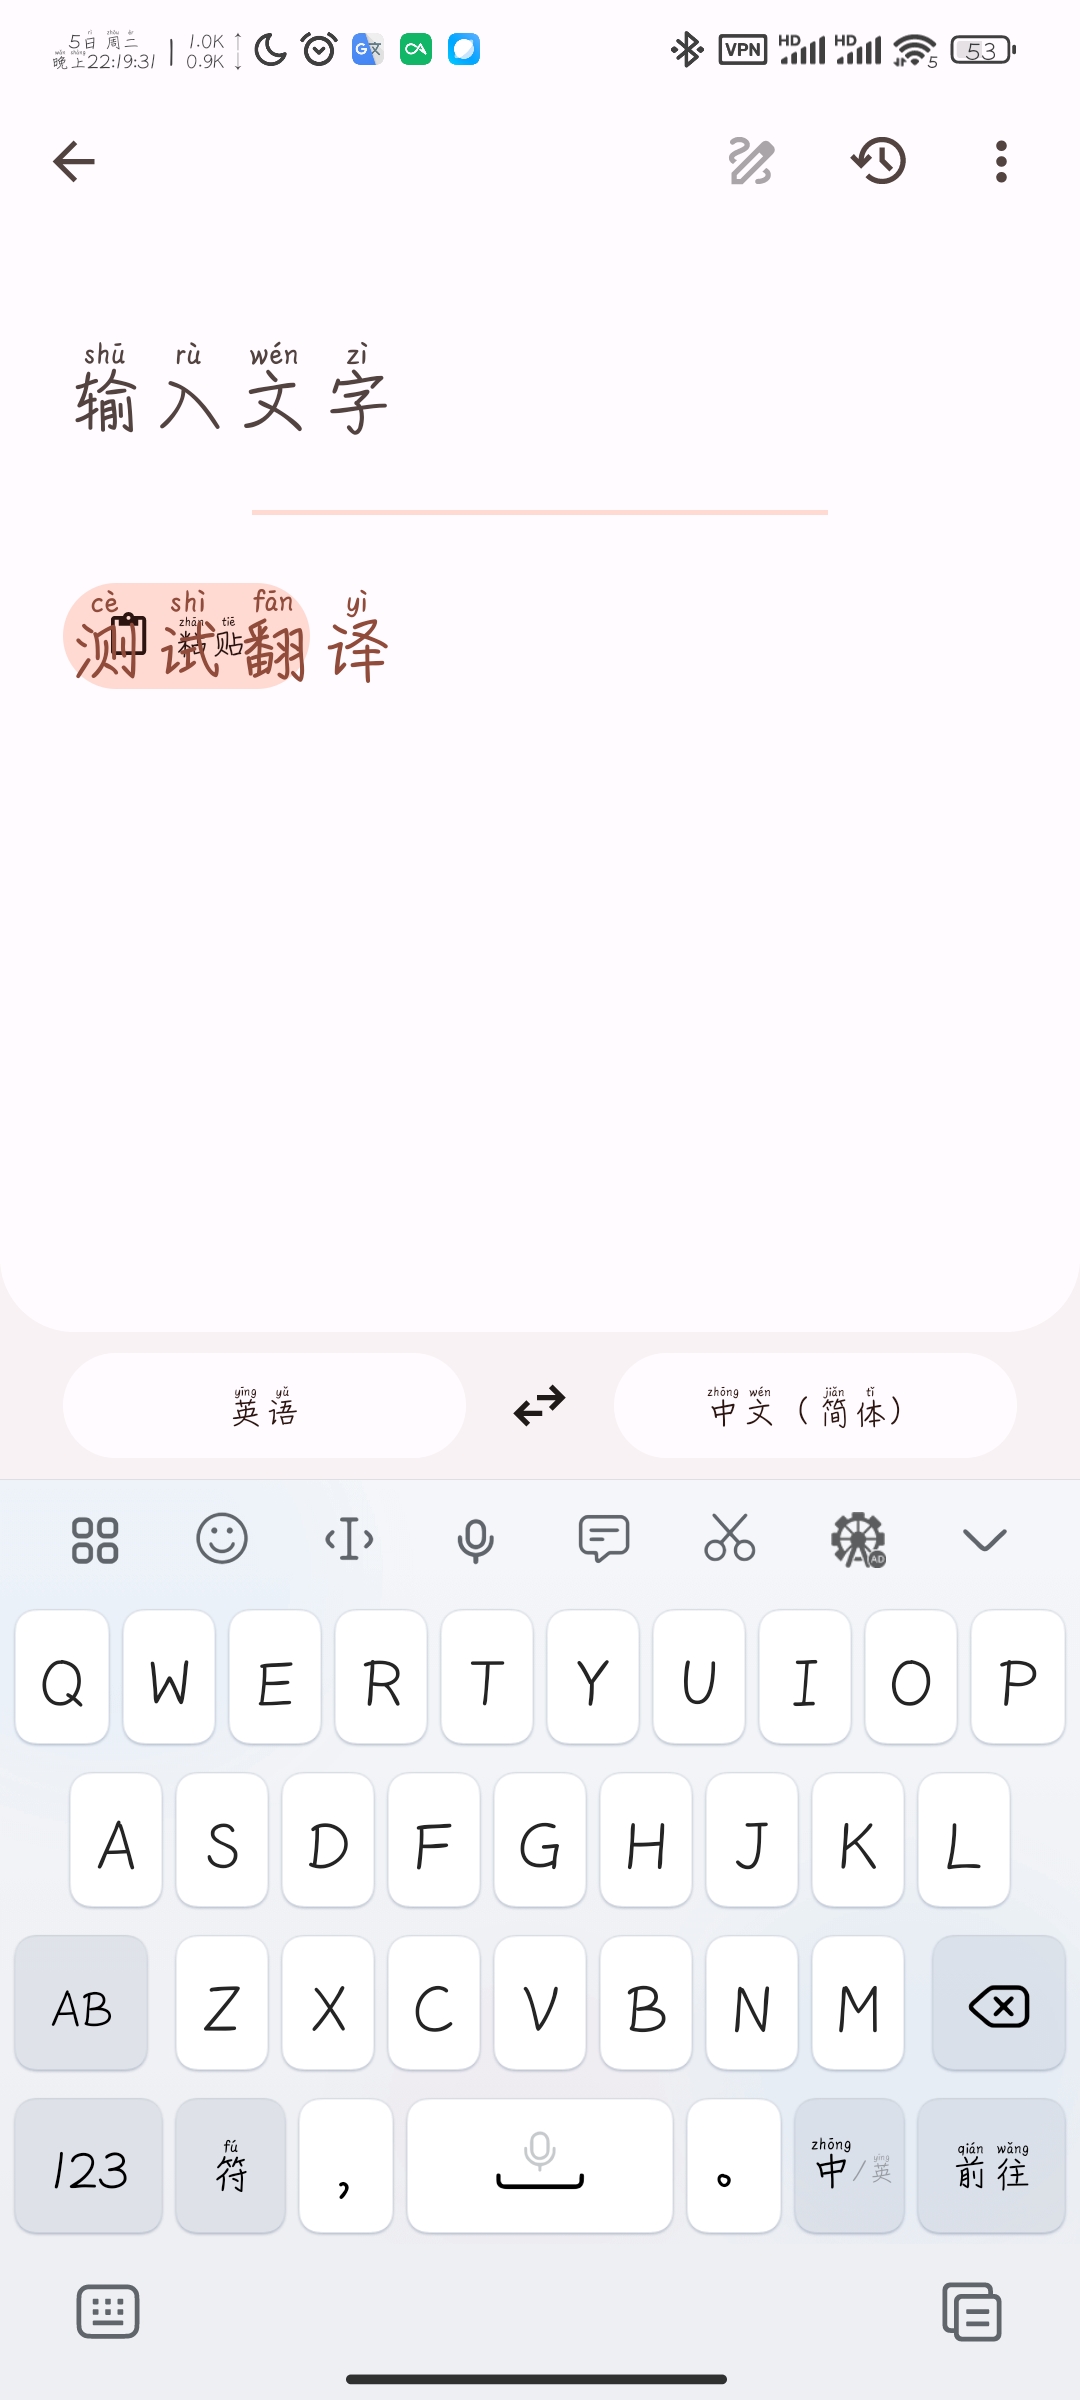 5日 周二
晚上22:19:31
1.0K
0.9K
VPN
HD
HD
5
53
shū rù wén zì
输入文字
cè shì fān yì
测试翻译
zhān tiē
粘贴
yīng yǔ
英语
zhōng wén jiǎn tǐ
中文（简体）
AD
Q W E R T Y U I O P
A S D F G H J K L
AB Z X C V B N M
fú zhōng yīng qián wǎng
123 符 ， 。 中/英 前往